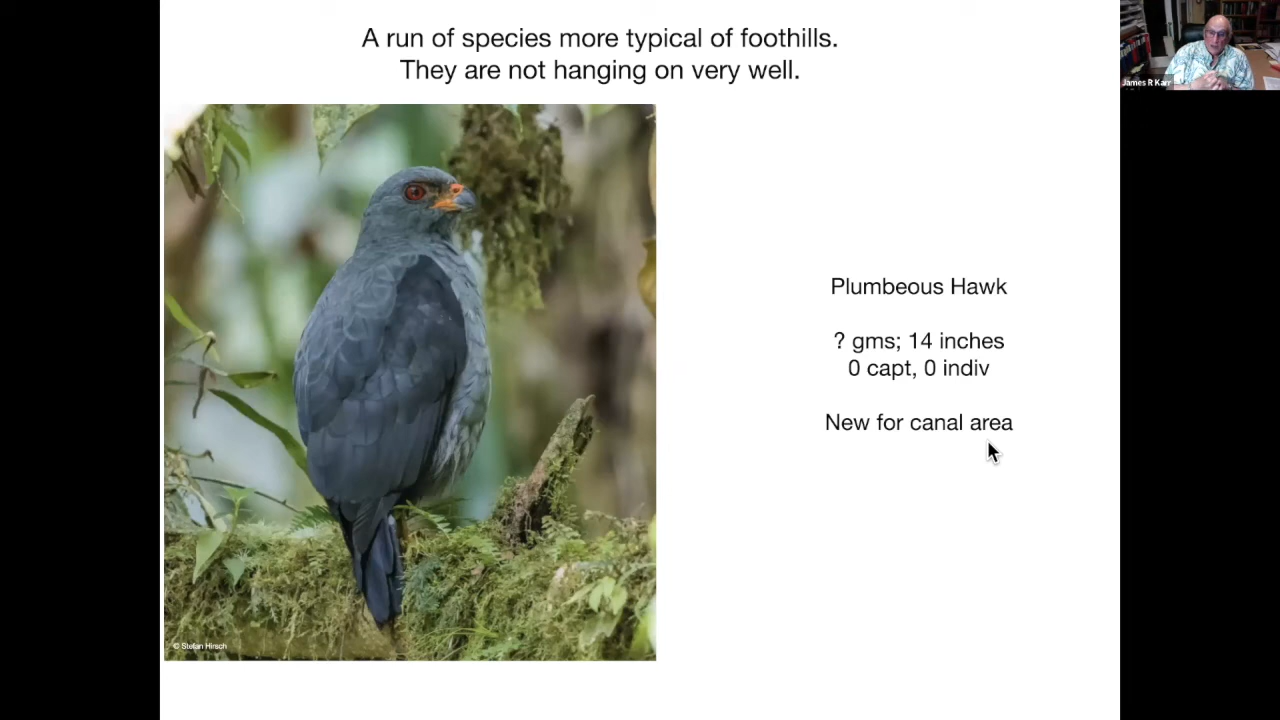 A run of species more typical of foothills.
They are not hanging on very well.
James R Karr
Plumbeous Hawk
? gms; 14 inches
0 capt, 0 indiv
New for canal area
© Stefan Hirsch